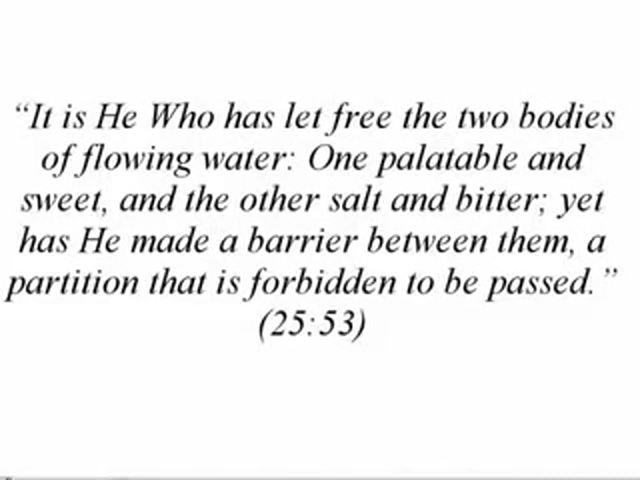 “It is He Who has let free the two bodies
of flowing water: One palatable and
sweet, and the other salt and bitter; yet
has He made a barrier between them, a
partition that is forbidden to be passed.”
(25:53)